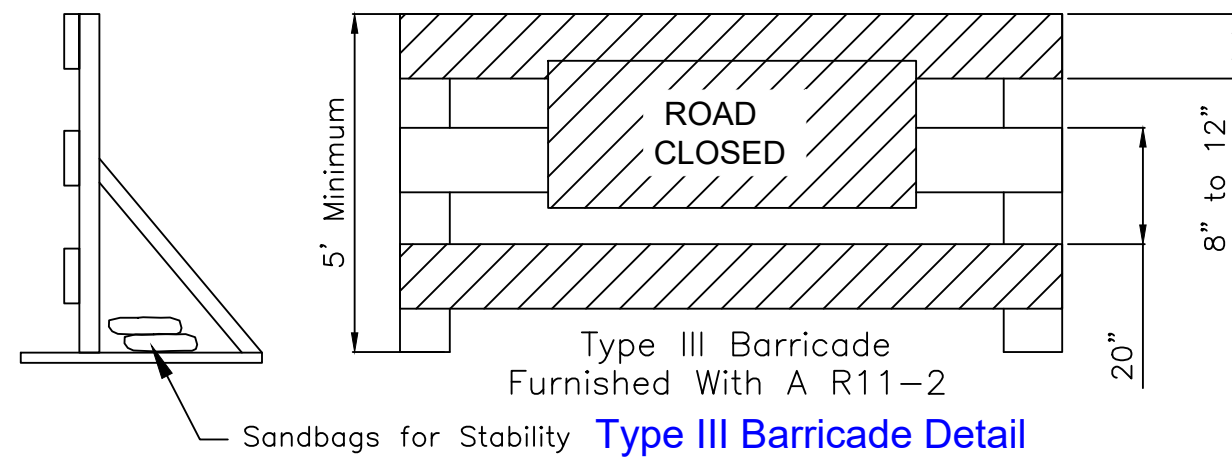 5' Minimum
ROAD
CLOSED
8” to 12”
20”
Type III Barricade
Furnished With A R11-2
Sandbags for Stability
Type III Barricade Detail